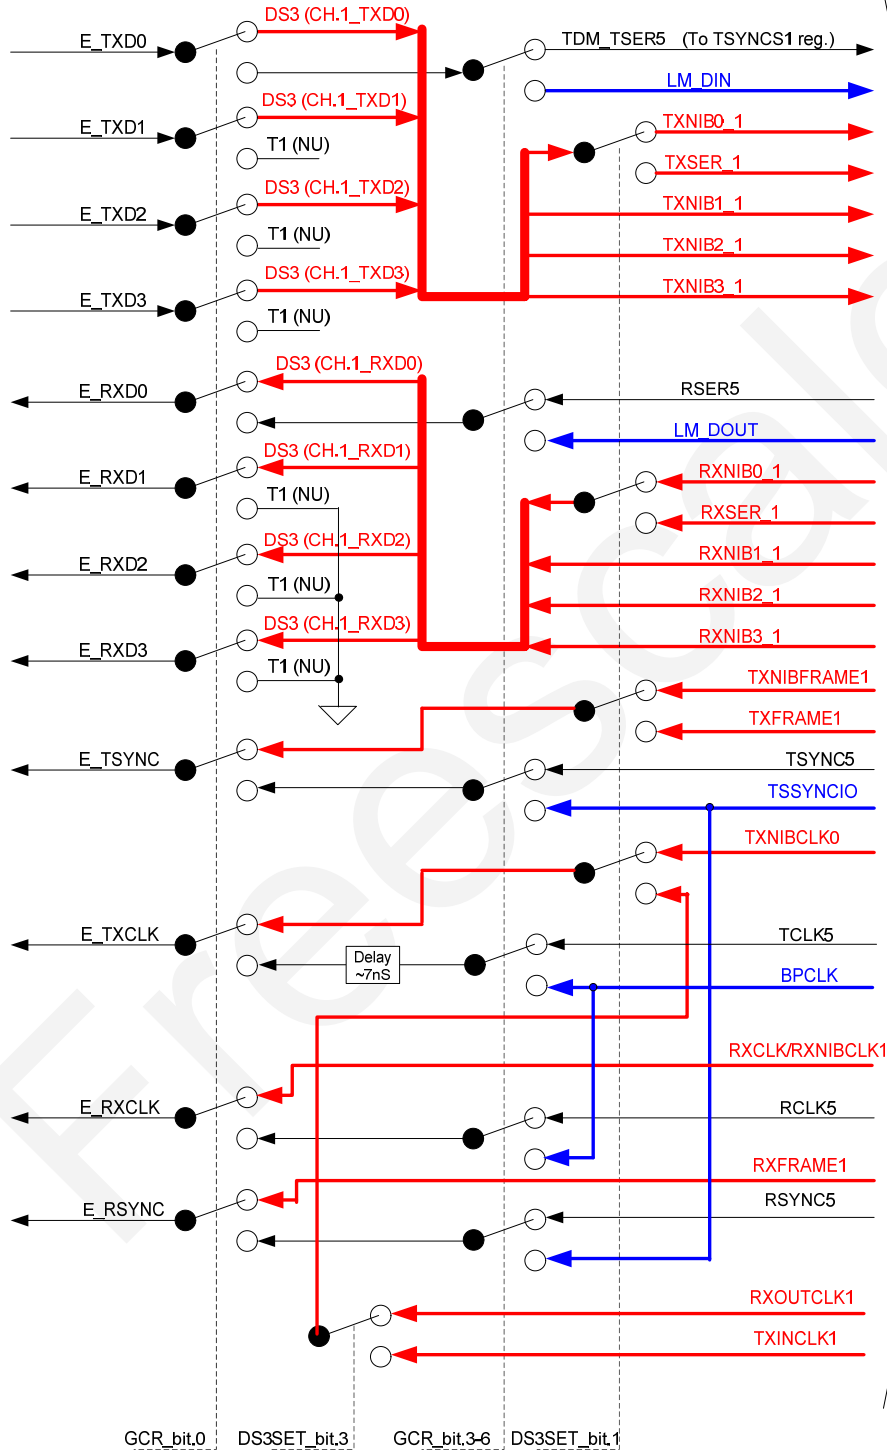 DS3 (CH.1_TXD0)
E_TXD0
TDM_TSER5 (To TSYNCS1 reg.)
LM_DIN
DS3 (CH.1_TXD1)
E_TXD1
TXNIB0_1
T1 (NU)
TXSER_1
DS3 (CH.1_TXD2)
E_TXD2
TXNIB1_1
T1 (NU)
TXNIB2_1
DS3 (CH.1_TXD3)
E_TXD3
TXNIB3_1
T1 (NU)
DS3 (CH.1_RXD0)
E_RXD0
RSER5
LM_DOUT
DS3 (CH.1_RXD1)
E_RXD1
RXNIB0_1
T1 (NU)
RXSER_1
DS3 (CH.1_RXD2)
E_RXD2
RXNIB1_1
T1 (NU)
RXNIB2_1
DS3 (CH.1_RXD3)
E_RXD3
RXNIB3_1
T1 (NU)
TXNIBFRAME1
TXFRAME1
E_TSYNC
TSYNC5
TSSYNCIO
TXNIBCLK0
E_TXCLK
TCLK5
Delay
~7nS
BPCLK
RXCLK/RXNIBCLK1
E_RXCLK
RCLK5
RXFRAME1
E_RSYNC
RSYNC5
RXOUTCLK1
TXINCLK1
GCR_bit.0
DS3SET_bit.3
GCR_bit.3-6
DS3SET_bit.1
Freescale